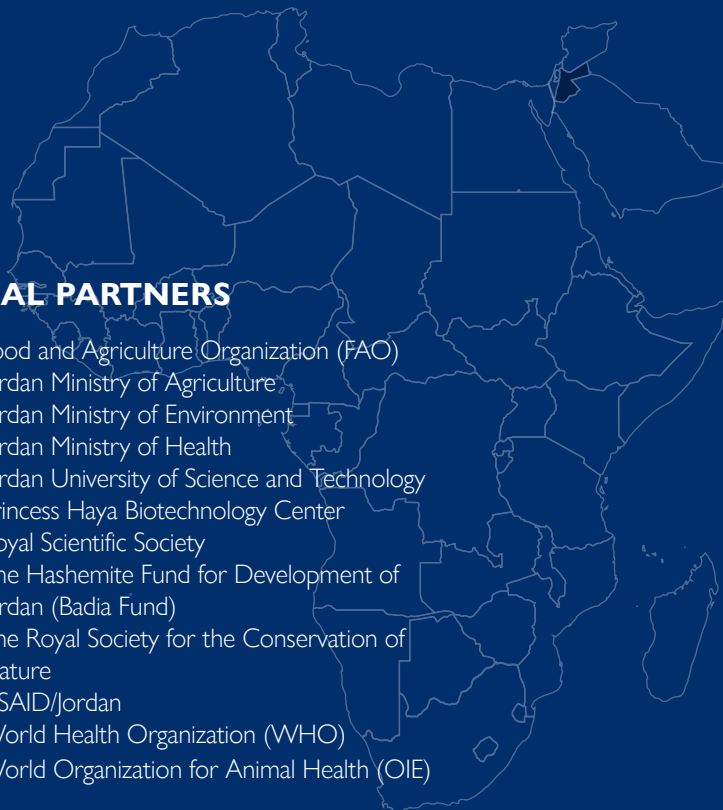 AL PARTNERS
ood and Agriculture Organization (FAO)
rdan Ministry of Agriculture
rdan Ministry of Environment
rdan Ministry of Health
rdan University of Science and Technology
rincess Haya Biotechnology Center
oyal Scientific Society
he Hashemite Fund for Development of
rdan (Badia Fund)
he Royal Society for the Conservation of
ature
SAID/Jordan
orld Health Organization (WHO)
orld Organization for Animal Health (OIE)